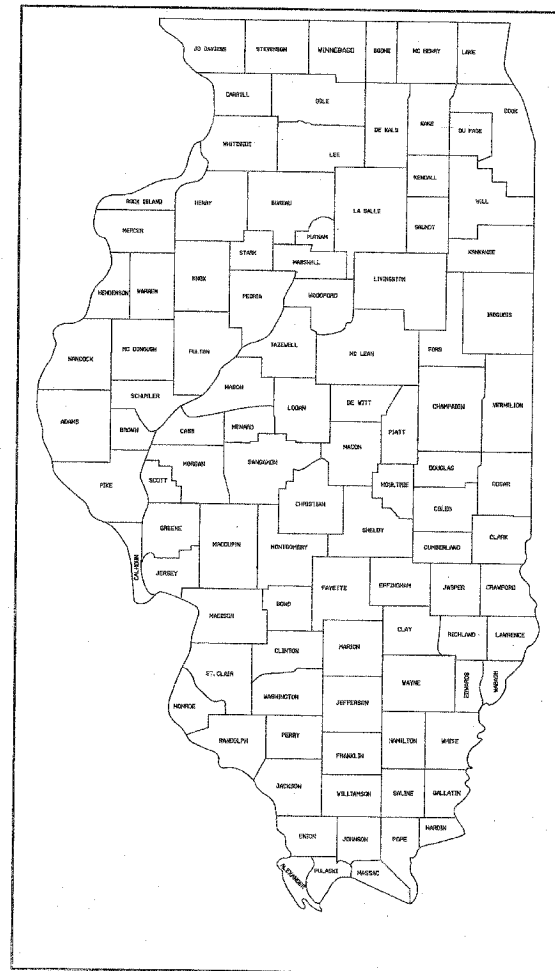 JO DAVIESS
STEPHENSON
WINNEBAGO
BOONE
MC HENRY
LAKE
CARROLL
OGLE
DE KALB
KANE
COOK
DU PAGE
WHITESIDE
LEE
KENDALL
WILL
ROCK ISLAND
HENRY
BUREAU
LA SALLE
GRUNDY
MERCER
PUTNAM
KANKAKEE
STARK
MARSHALL
KNOX
LIVINGSTON
HENDERSON
WARREN
PEORIA
WOODFORD
IROQUOIS
HANCOCK
MC DONOUGH
FULTON
TAZEWELL
MC LEAN
FORD
MASON
SCHUYLER
DE WITT
CHAMPAIGN
VERMILION
ADAMS
LOGAN
BROWN
CASS
MENARD
PIATT
MACON
MORGAN
SANGAMON
DOUGLAS
PIKE
SCOTT
MOULTRIE
EDGAR
CHRISTIAN
COLES
GREENE
SHELBY
CLARK
MACOUPIN
MONTGOMERY
CUMBERLAND
CALHOUN
JERSEY
FAYETTE
EFFINGHAM
JASPER
CRAWFORD
BOND
MADISON
CLAY
RICHLAND
LAWRENCE
CLINTON
MARION
ST. CLAIR
WAYNE
EDWARDS
WABASH
WASHINGTON
JEFFERSON
MONROE
RANDOLPH
PERRY
HAMILTON
WHITE
FRANKLIN
JACKSON
WILLIAMSON
SALINE
GALLATIN
UNION
JOHNSON
POPE
HARDIN
ALEXANDER
PULASKI
MASSAC